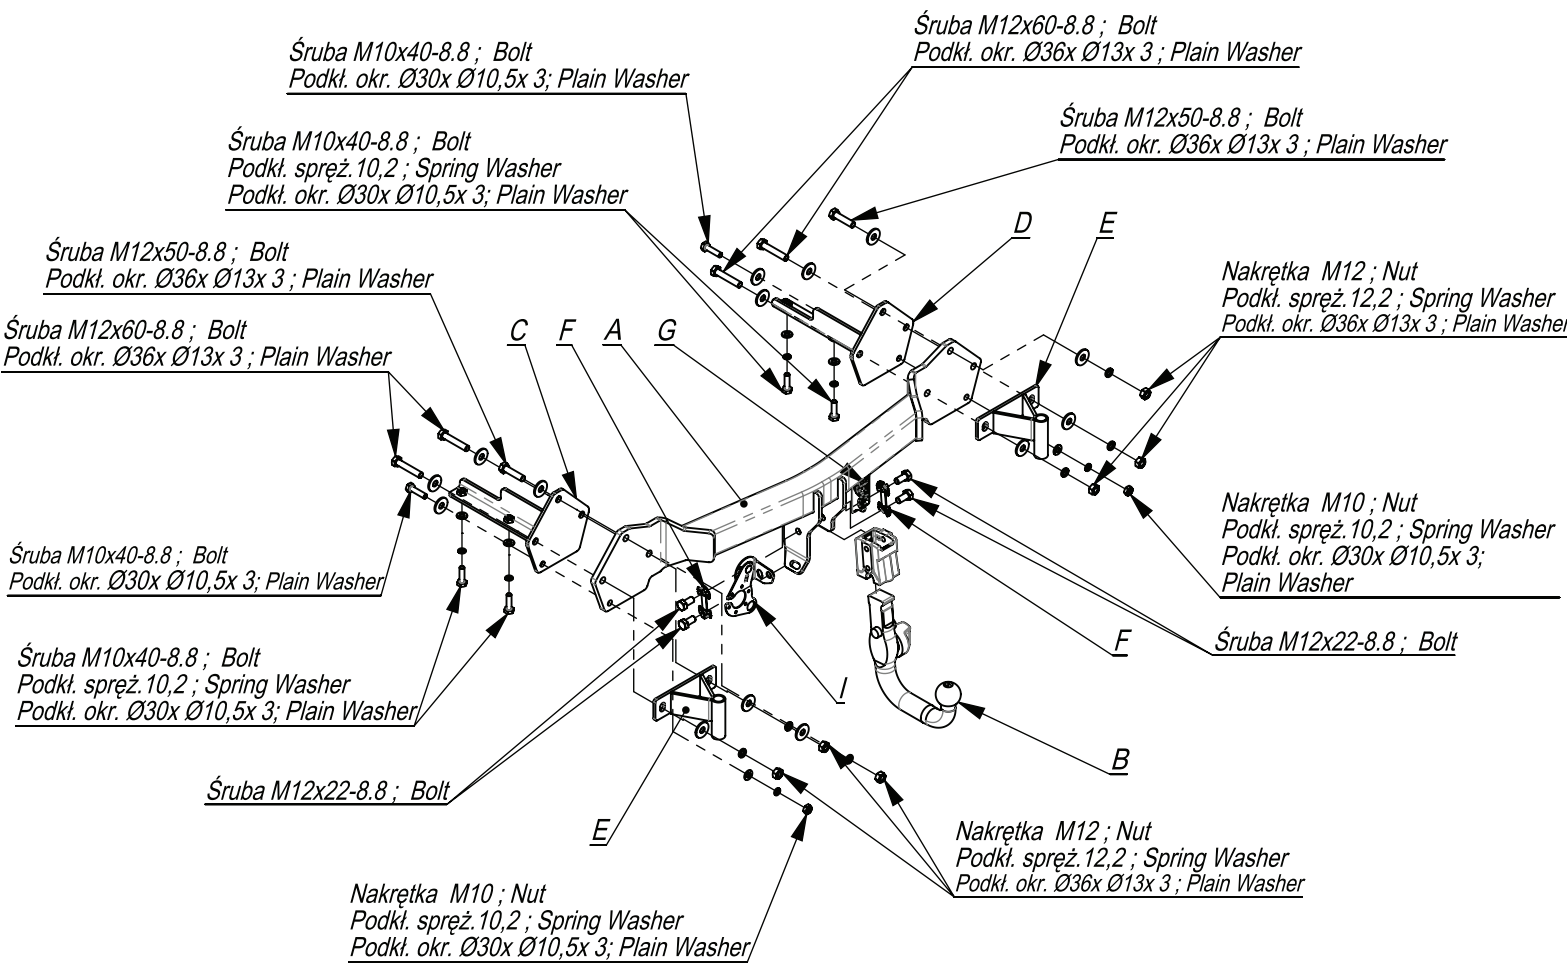 Śruba M12x60-8.8 ; Bolt
Podkł. okr. Ø36x Ø13x 3 ; Plain Washer
Śruba M10x40-8.8 ; Bolt
Podkł. okr. Ø30x Ø10,5x 3; Plain Washer
Śruba M12x50-8.8 ; Bolt
Podkł. okr. Ø36x Ø13x 3 ; Plain Washer
Śruba M10x40-8.8 ; Bolt
Podkł. spręż.10,2 ; Spring Washer
Podkł. okr. Ø30x Ø10,5x 3; Plain Washer
D
E
Śruba M12x50-8.8 ; Bolt
Podkł. okr. Ø36x Ø13x 3 ; Plain Washer
Nakrętka M12 ; Nut
Podkł. spręż.12,2 ; Spring Washer
Podkł. okr. Ø36x Ø13x 3 ; Plain Washer
Śruba M12x60-8.8 ; Bolt
Podkł. okr. Ø36x Ø13x 3 ; Plain Washer
C
F
A
G
Nakrętka M10 ; Nut
Podkł. spręż.10,2 ; Spring Washer
Podkł. okr. Ø30x Ø10,5x 3;
Plain Washer
Śruba M10x40-8.8 ; Bolt
Podkł. okr. Ø30x Ø10,5x 3; Plain Washer
F
Śruba M12x22-8.8 ; Bolt
Śruba M10x40-8.8 ; Bolt
Podkł. spręż.10,2 ; Spring Washer
Podkł. okr. Ø30x Ø10,5x 3; Plain Washer
I
B
Śruba M12x22-8.8 ; Bolt
E
Nakrętka M12 ; Nut
Podkł. spręż.12,2 ; Spring Washer
Podkł. okr. Ø36x Ø13x 3 ; Plain Washer
Nakrętka M10 ; Nut
Podkł. spręż.10,2 ; Spring Washer
Podkł. okr. Ø30x Ø10,5x 3; Plain Washer